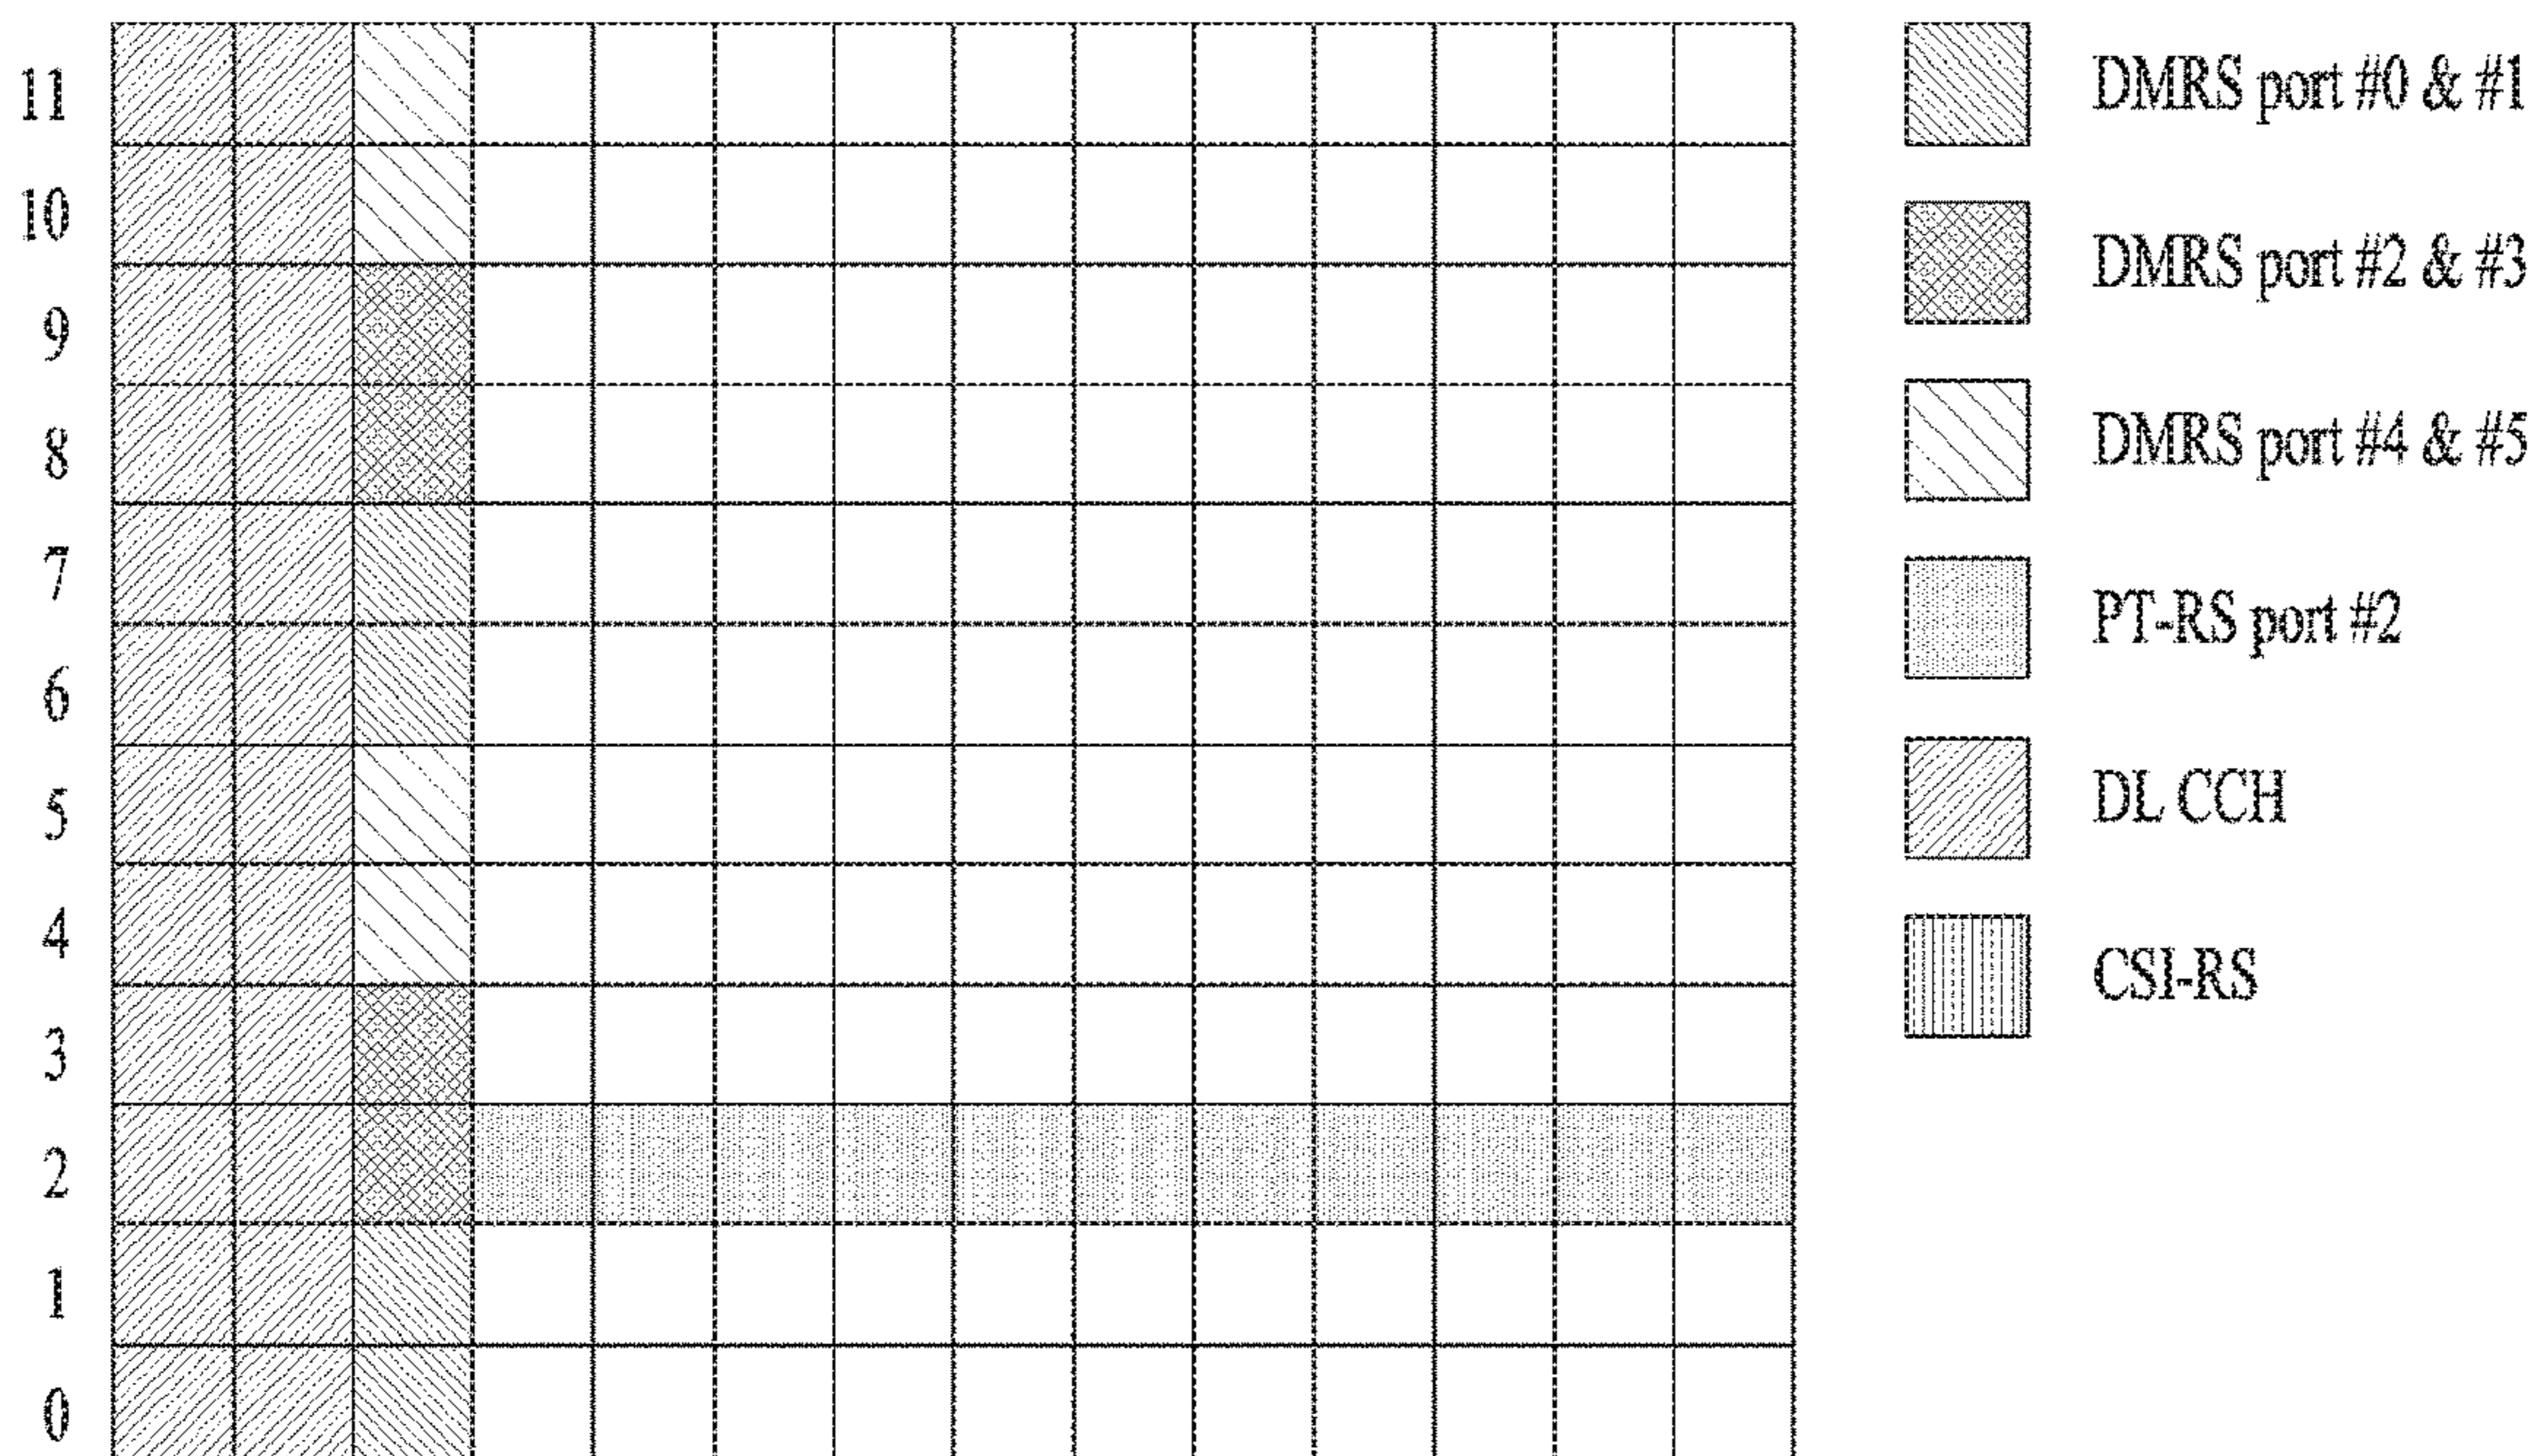 11
10
9
8
7
6
5
4
3
2
1
0
DMRS port #0 & #1
DMRS port #2 & #3
DMRS port #4 & #5
PT-RS port #2
DL CCH
CSI-RS